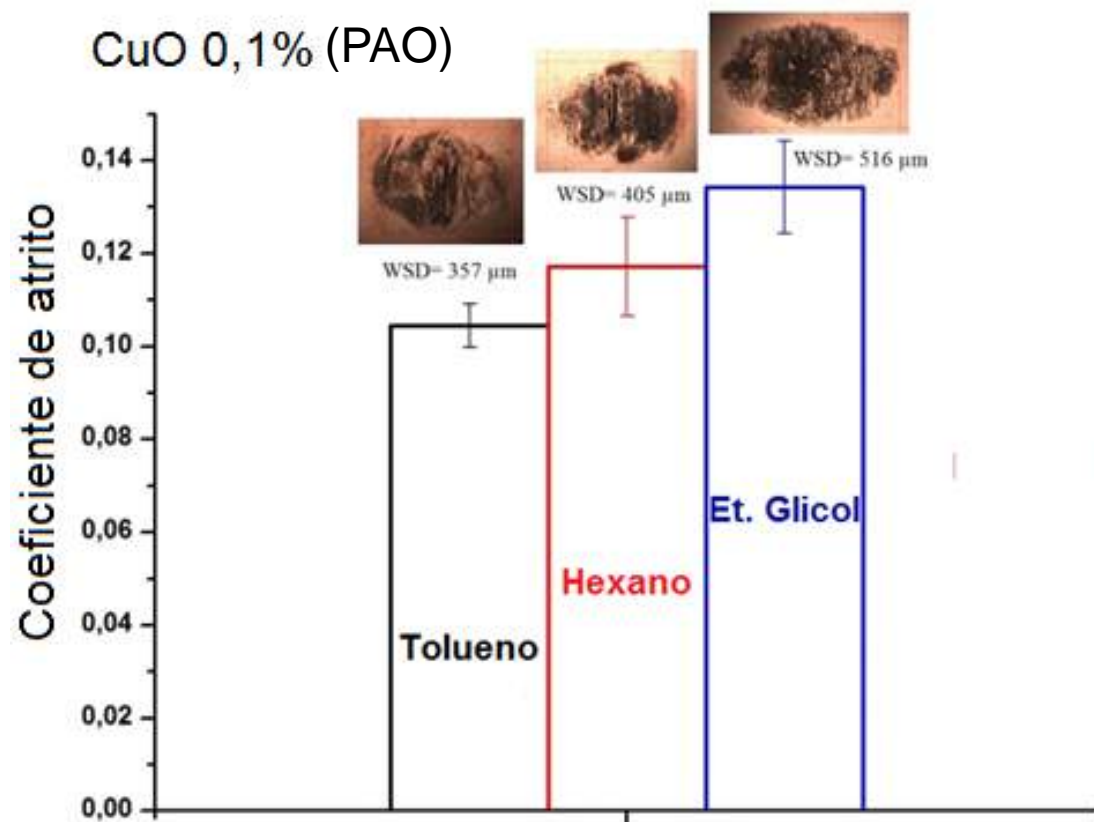 CuO 0,1% (PAO)
WSD= 516 µm
WSD= 405 µm
WSD= 357 µm
Coeficiente de atrito
0,14
0,12
0,10
0,08
0,06
0,04
0,02
0,00
Et. Glicol
Hexano
Tolueno